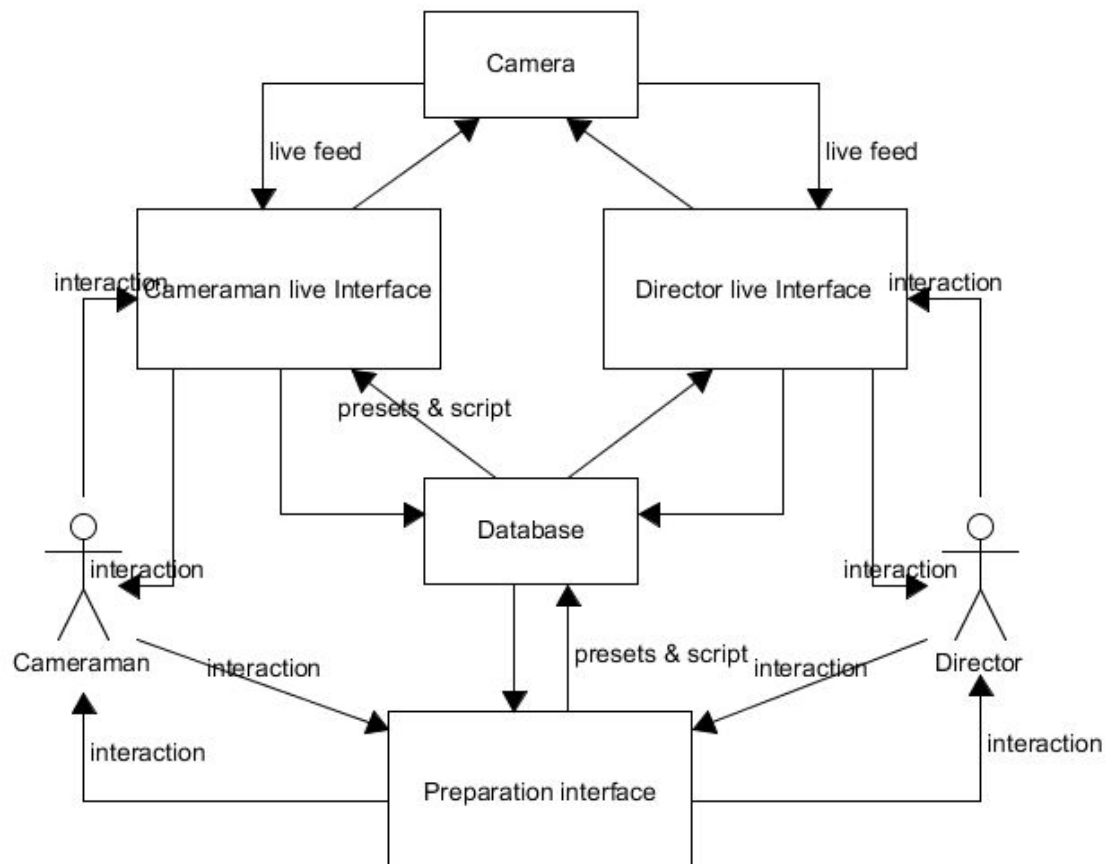 Camera
live feed
live feed
interaction
Cameraman live Interface
Director live Interface
interaction
presets & script
Database
interaction
interaction
Cameraman
interaction
presets & script
interaction
Director
interaction
interaction
Preparation interface